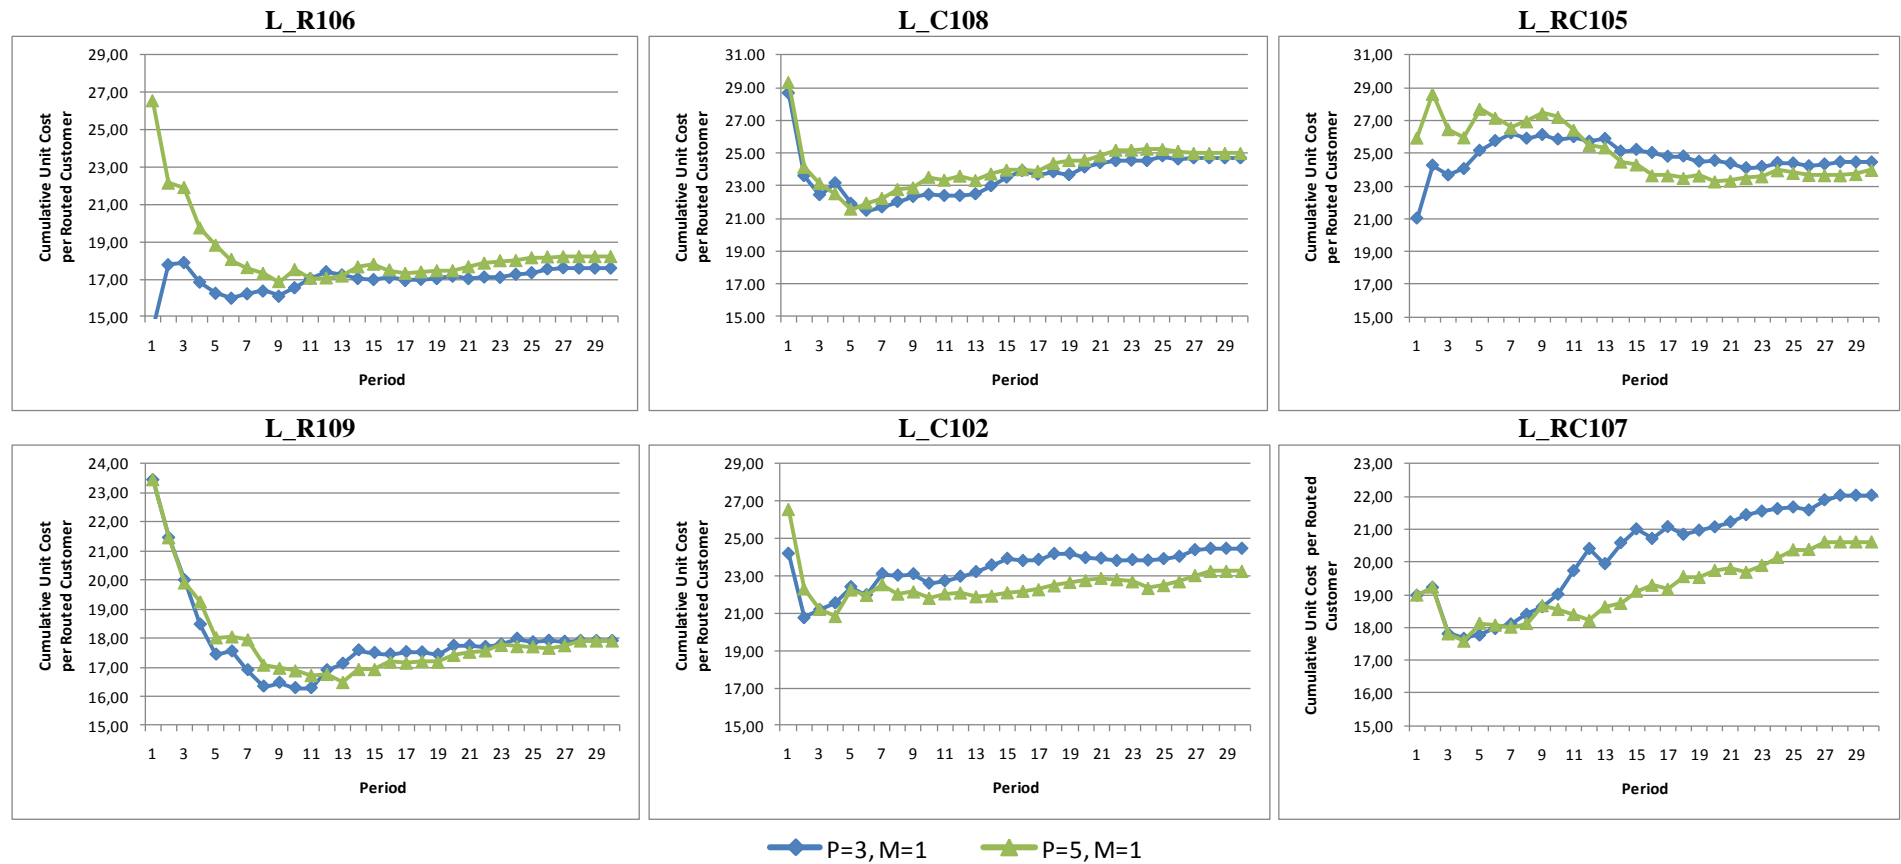 L_R106
29,00
27,00
25,00
23,00
21,00
19,00
17,00
15,00
Cumulative Unit Cost
per Routed Customer
1 3 5 7 9 11 13 15 17 19 21 23 25 27 29
Period
L_C108
31.00
29.00
27.00
25.00
23.00
21.00
19.00
17.00
15.00
Cumulative Unit Cost
per Routed Customer
1 3 5 7 9 11 13 15 17 19 21 23 25 27 29
Period
L_RC105
31,00
29,00
27,00
25,00
23,00
21,00
19,00
17,00
15,00
Cumulative Unit Cost
per Routed Customer
1 3 5 7 9 11 13 15 17 19 21 23 25 27 29
Period
L_R109
24,00
23,00
22,00
21,00
20,00
19,00
18,00
17,00
16,00
15,00
Cumulative Unit Cost
per Routed Customer
1 3 5 7 9 11 13 15 17 19 21 23 25 27 29
Period
L_C102
29,00
27,00
25,00
23,00
21,00
19,00
17,00
15,00
Cumulative Unit Cost
per Routed Customer
1 3 5 7 9 11 13 15 17 19 21 23 25 27 29
Period
L_RC107
23,00
22,00
21,00
20,00
19,00
18,00
17,00
16,00
15,00
Cumulative Unit Cost per Routed
Customer
1 3 5 7 9 11 13 15 17 19 21 23 25 27 29
Period
P=3, M=1
P=5, M=1